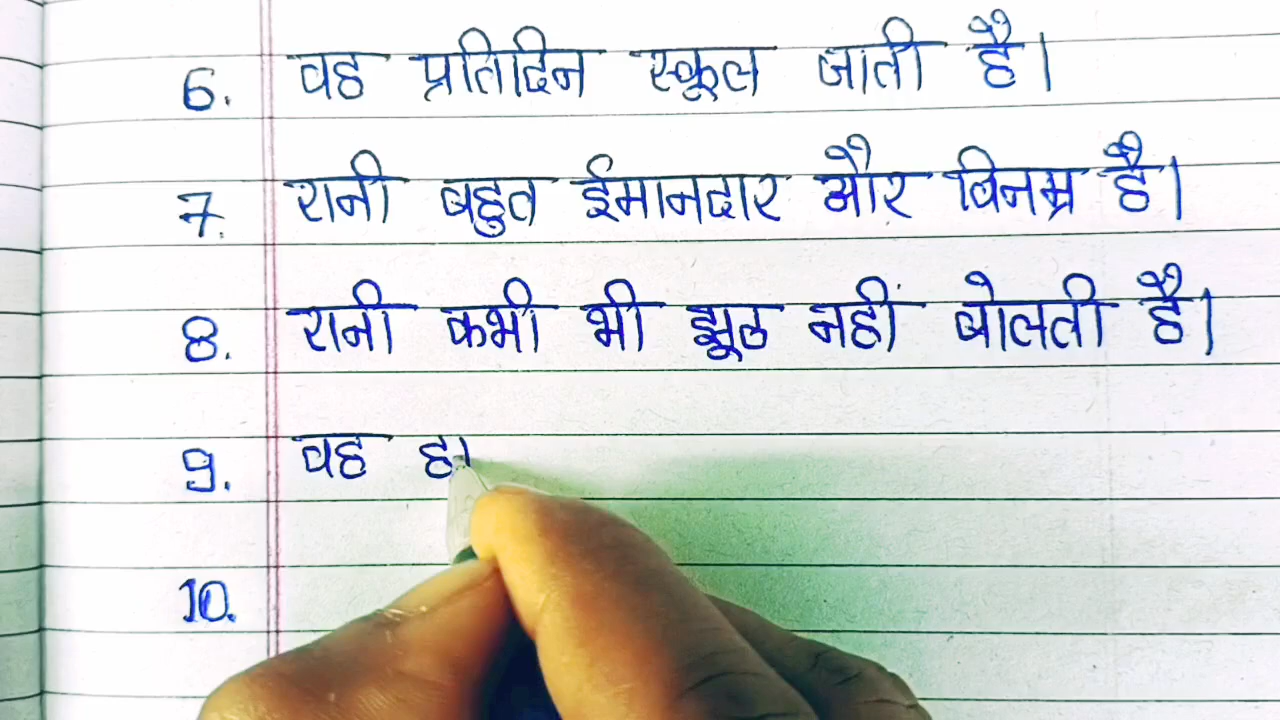 6. वह प्रतिदिन स्कूल जाती है।
7. रानी बहुत ईमानदार और विनम्र है।
8. रानी कभी भी झूठ नहीं बोलती है।
9. वह
10.